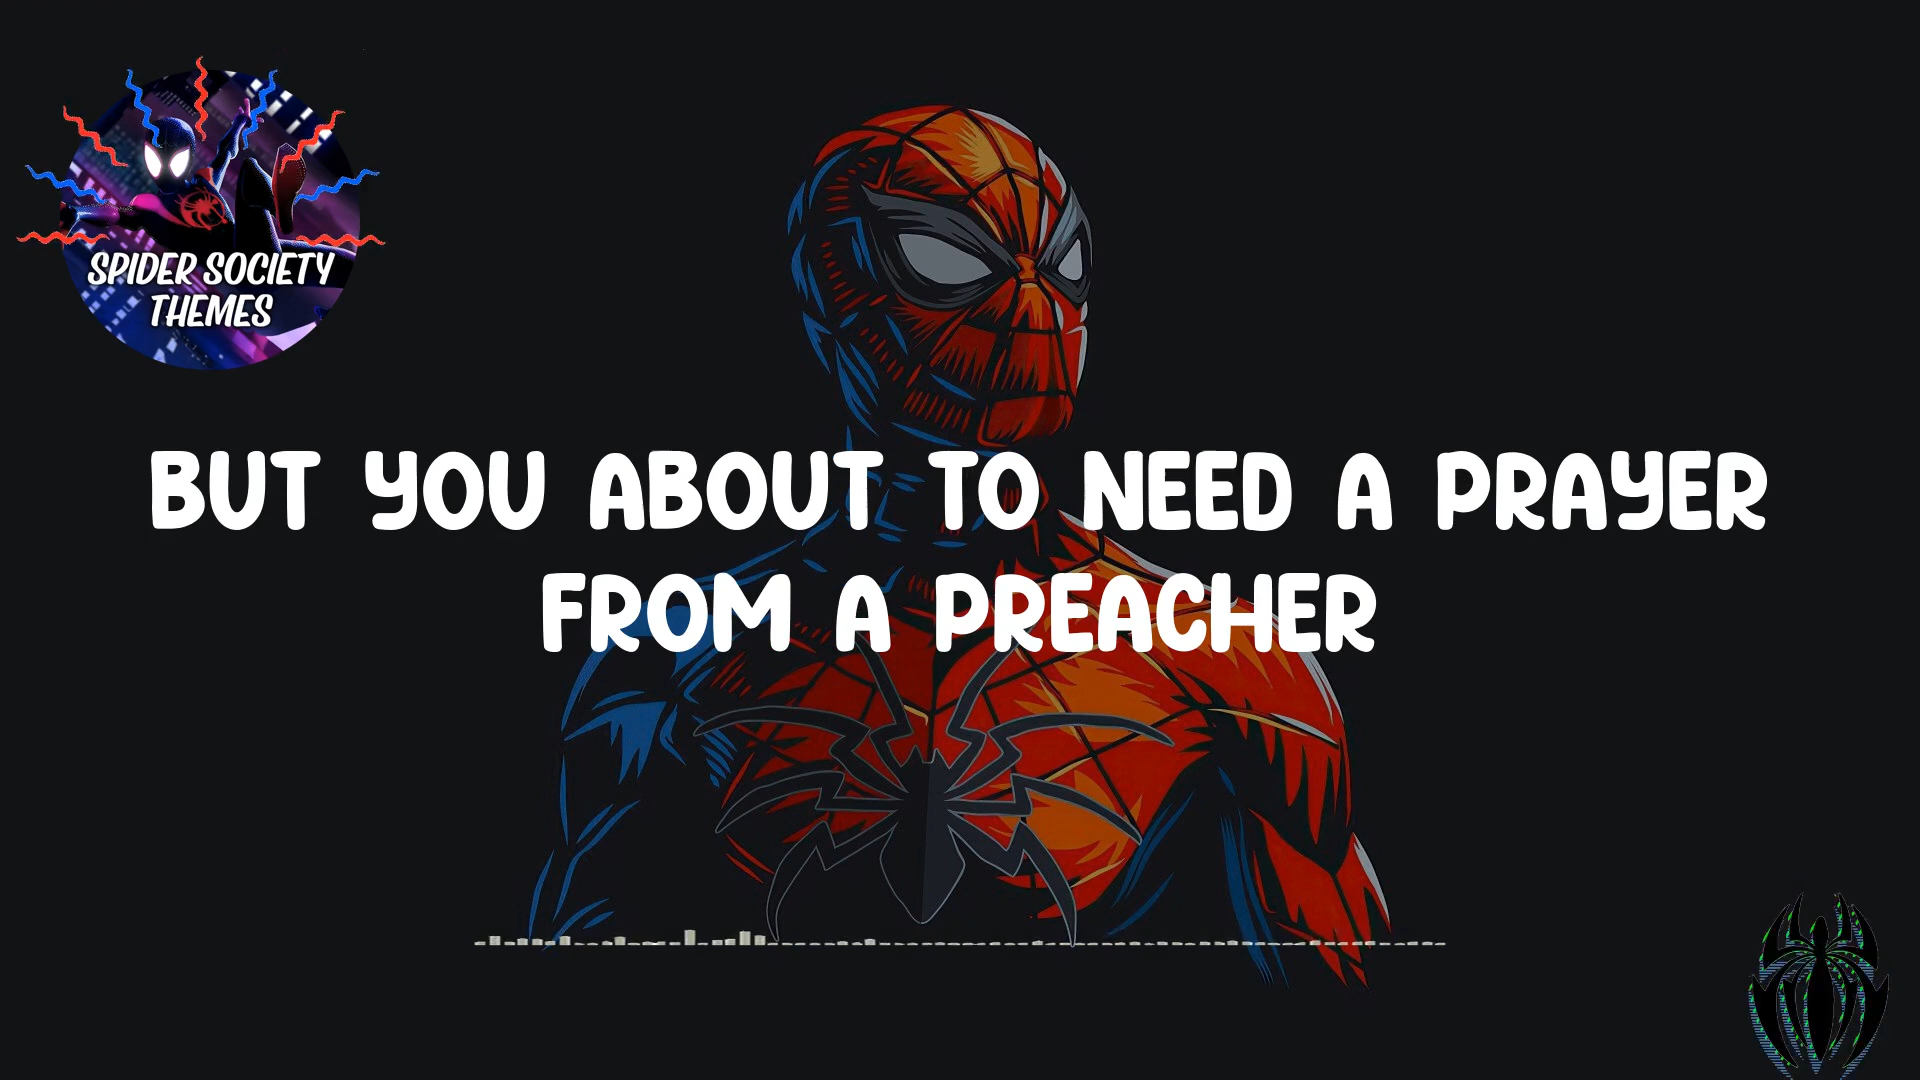 SPIDER SOCIETY
THEMES
BUT YOU ABOUT TO NEED A PRAYER
FROM A PREACHER